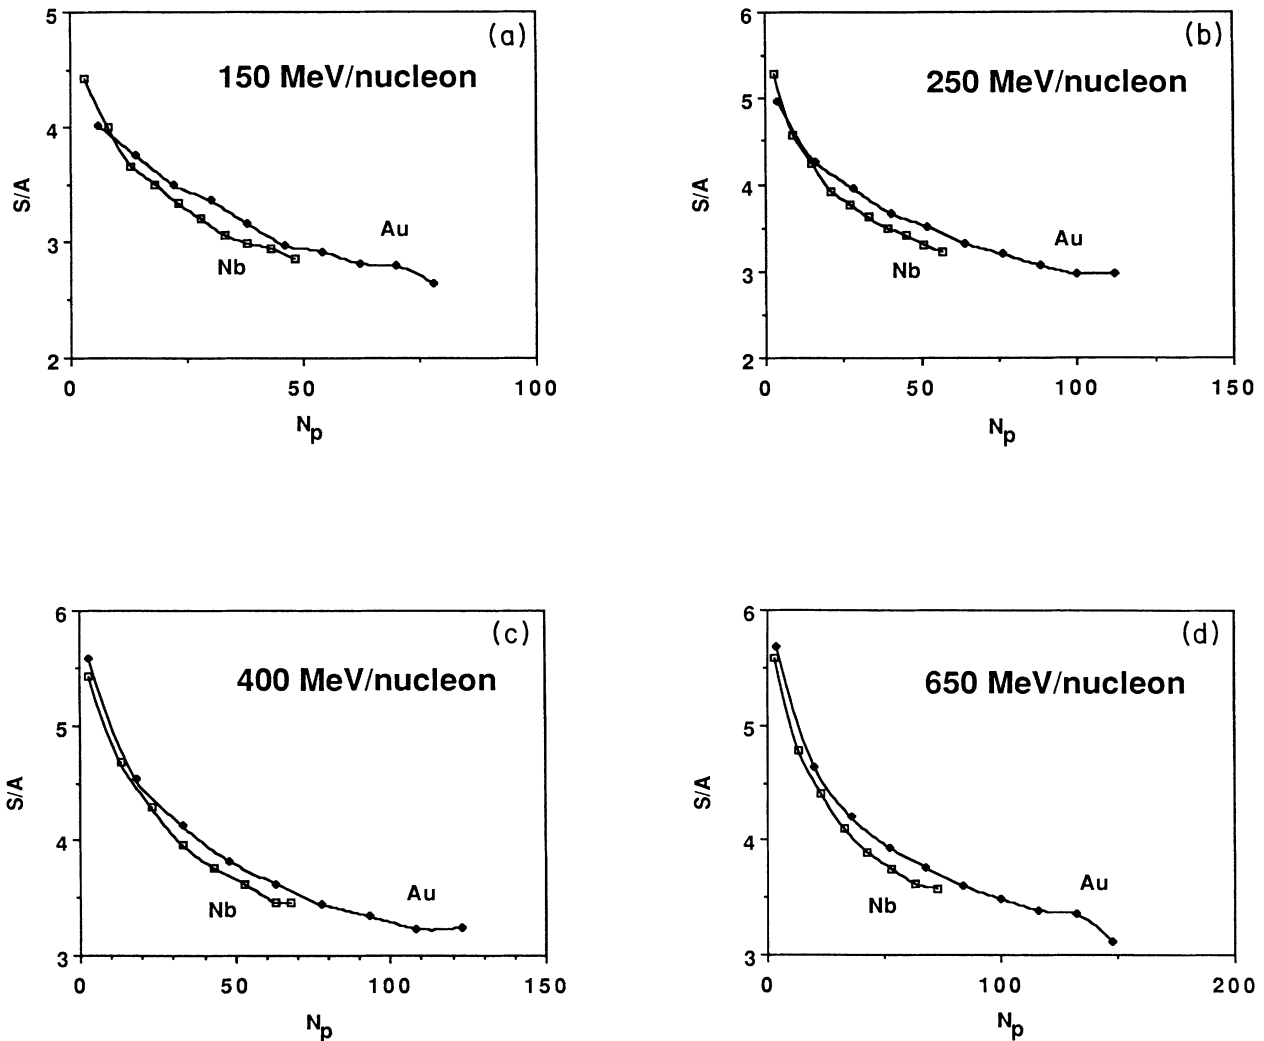 5
(a)
150 MeV/nucleon
4
S/A
Au
3
Nb
2
0
50
100
Np
6
(b)
250 MeV/nucleon
5
S/A
4
Au
3
Nb
2
0
50
100
150
Np
6
(c)
400 MeV/nucleon
5
S/A
4
Au
Nb
3
0
50
100
150
Np
6
(d)
650 MeV/nucleon
5
S/A
4
Au
Nb
3
0
100
200
Np